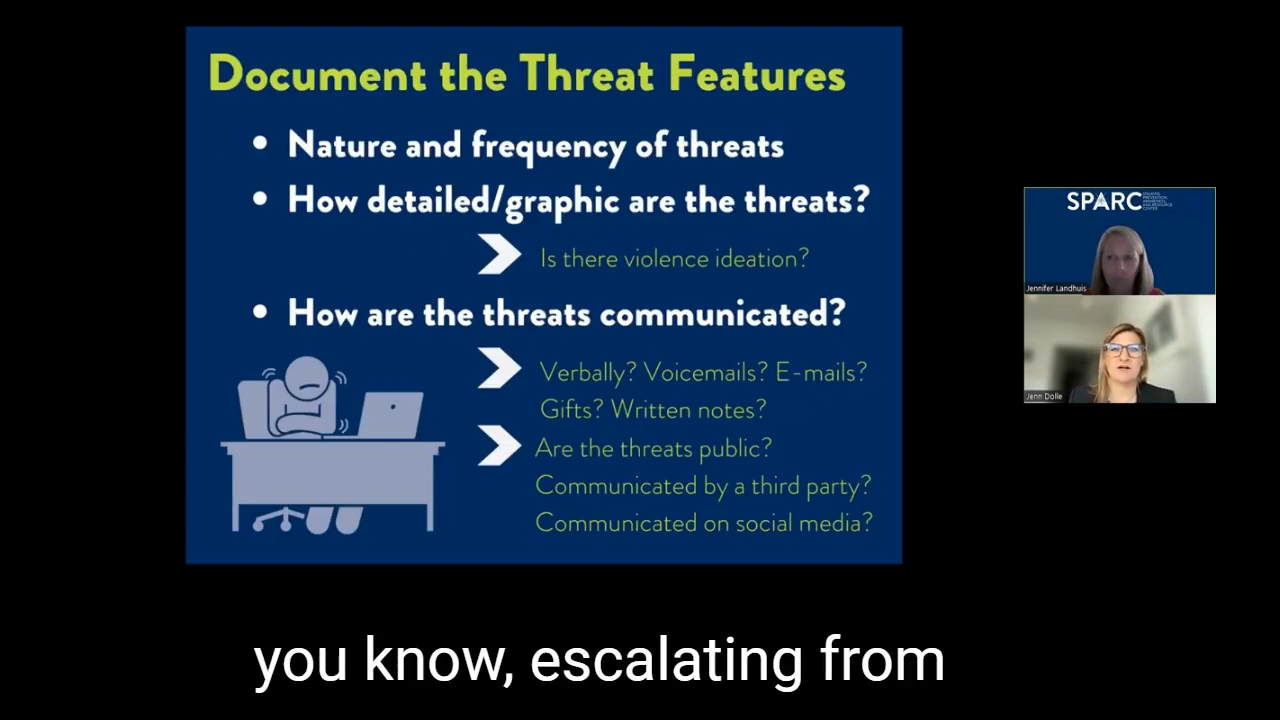 Document the Threat Features
• Nature and frequency of threats
• How detailed/graphic are the threats?
Is there violence ideation?
• How are the threats communicated?
Verbally? Voicemails? E-mails?
Gifts? Written notes?
Are the threats public?
Communicated by a third party?
Communicated on social media?
SPARC
Jennifer Landhuis
Jenn Dolle
you know, escalating from